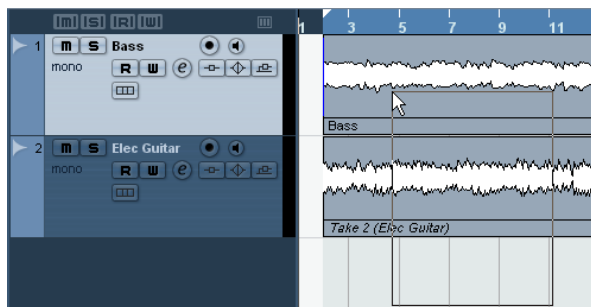 [M] [S] [R] [W]
1 3 5 7 9 11
1 m S Bass
mono R W e
Bass
2 m S Elec Guitar
mono R W e
Take 2 (Elec Guitar)